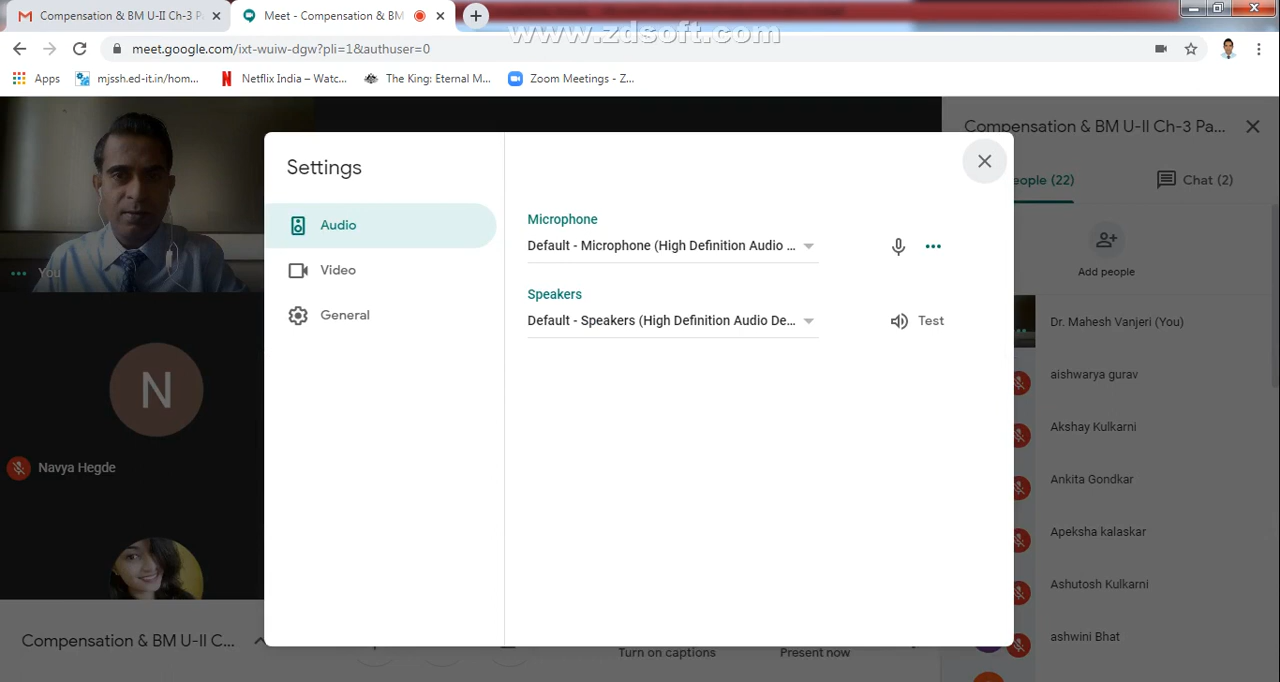 Compensation & BM U-II Ch-3 P
Meet - Compensation & BM
www.zdsoft.com
meet.google.com/ixt-wuiw-dgw?pli=1&authuser=0
Apps
mjssh.ed-it.in/hom...
Netflix India – Watc...
The King: Eternal M...
Zoom Meetings - Z...
Compensation & BM U-II Ch-3 Pa...
eople (22)
Chat (2)
Add people
Settings
Audio
Video
General
Microphone
Default - Microphone (High Definition Audio ...
Speakers
Default - Speakers (High Definition Audio De...
Test
You
N
Navya Hegde
Dr. Mahesh Vanjeri (You)
aishwarya gurav
Akshay Kulkarni
Ankita Gondkar
Apeksha kalaskar
Ashutosh Kulkarni
ashwini Bhat
Compensation & BM U-II C...
Turn on captions
Present now